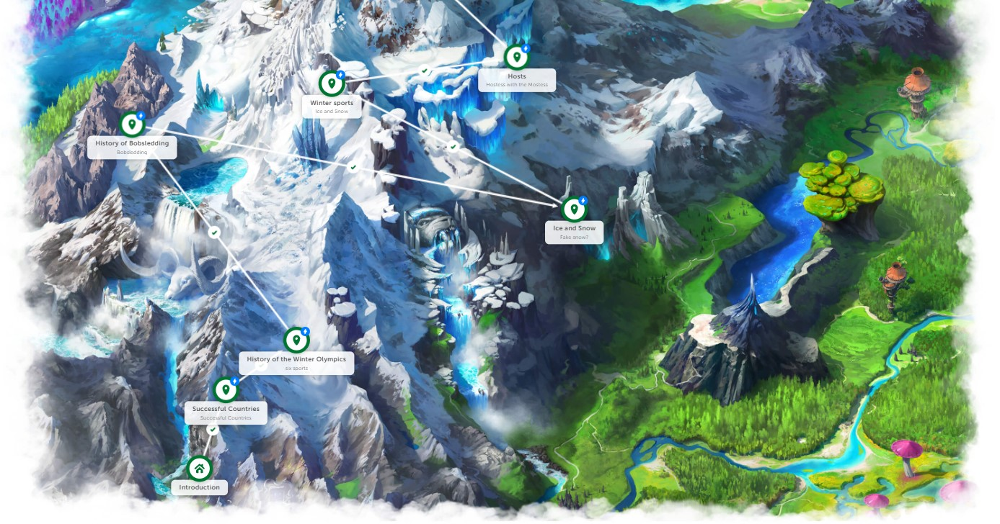 Hosts
Hostess with the Mostess
Winter sports
Ice and Snow
History of Bobsledding
Bobsledding
Ice and Snow
Fake snow?
History of the Winter Olympics
six sports
Successful Countries
Successful Countries
Introduction